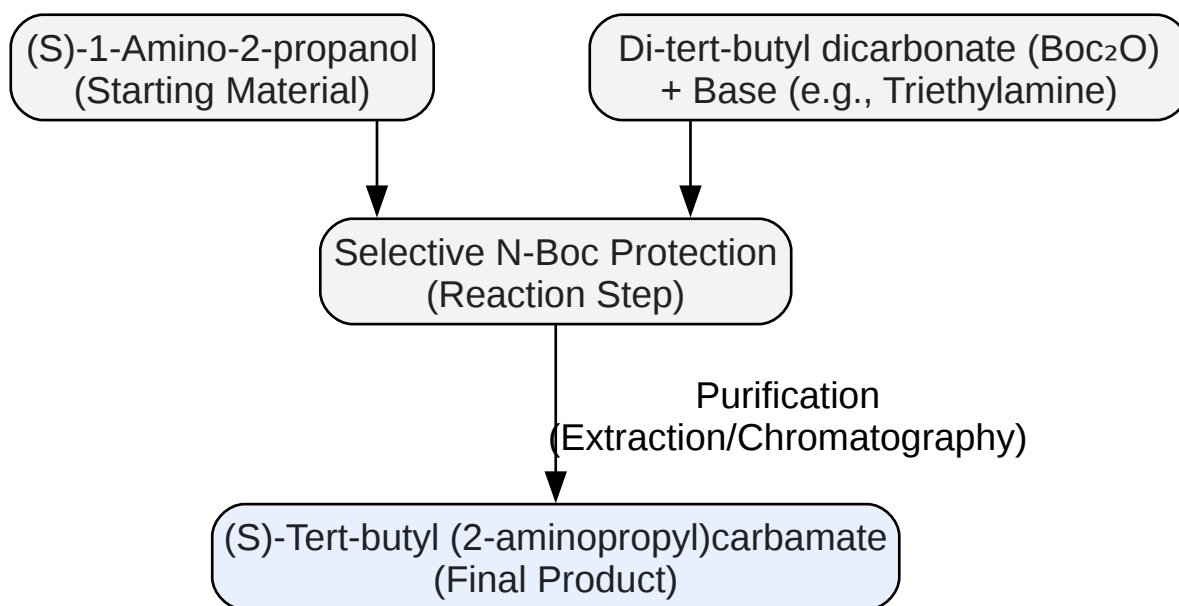 (S)-1-Amino-2-propanol
(Starting Material)
Di-tert-butyl dicarbonate (Boc₂O)
+ Base (e.g., Triethylamine)
Selective N-Boc Protection
(Reaction Step)
Purification
(Extraction/Chromatography)
(S)-Tert-butyl (2-aminopropyl)carbamate
(Final Product)